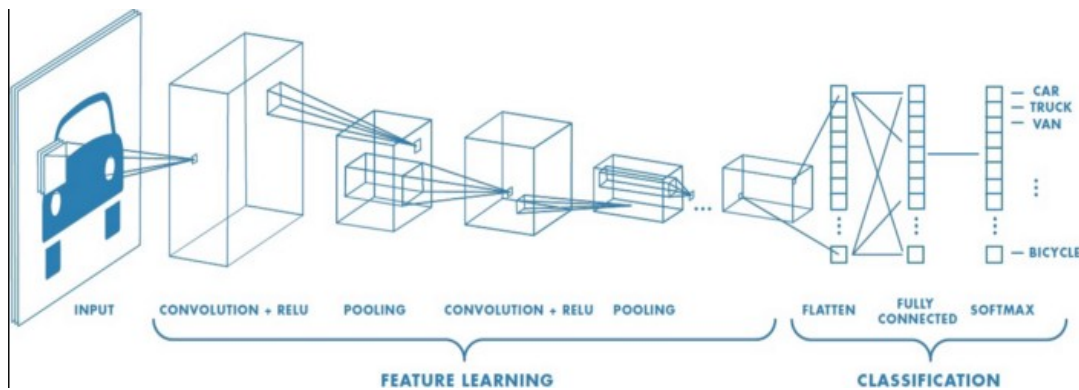 CAR
TRUCK
VAN
BICYCLE
INPUT
CONVOLUTION + RELU
POOLING
CONVOLUTION + RELU
POOLING
FLATTEN
FULLY
CONNECTED
SOFTMAX
FEATURE LEARNING
CLASSIFICATION